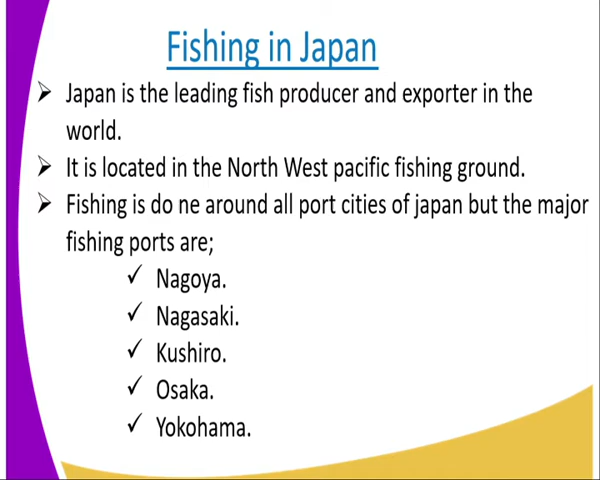 Fishing in Japan
➢ Japan is the leading fish producer and exporter in the
world.
➢ It is located in the North West pacific fishing ground.
➢ Fishing is do ne around all port cities of japan but the major
fishing ports are;
✓ Nagoya.
✓ Nagasaki.
✓ Kushiro.
✓ Osaka.
✓ Yokohama.